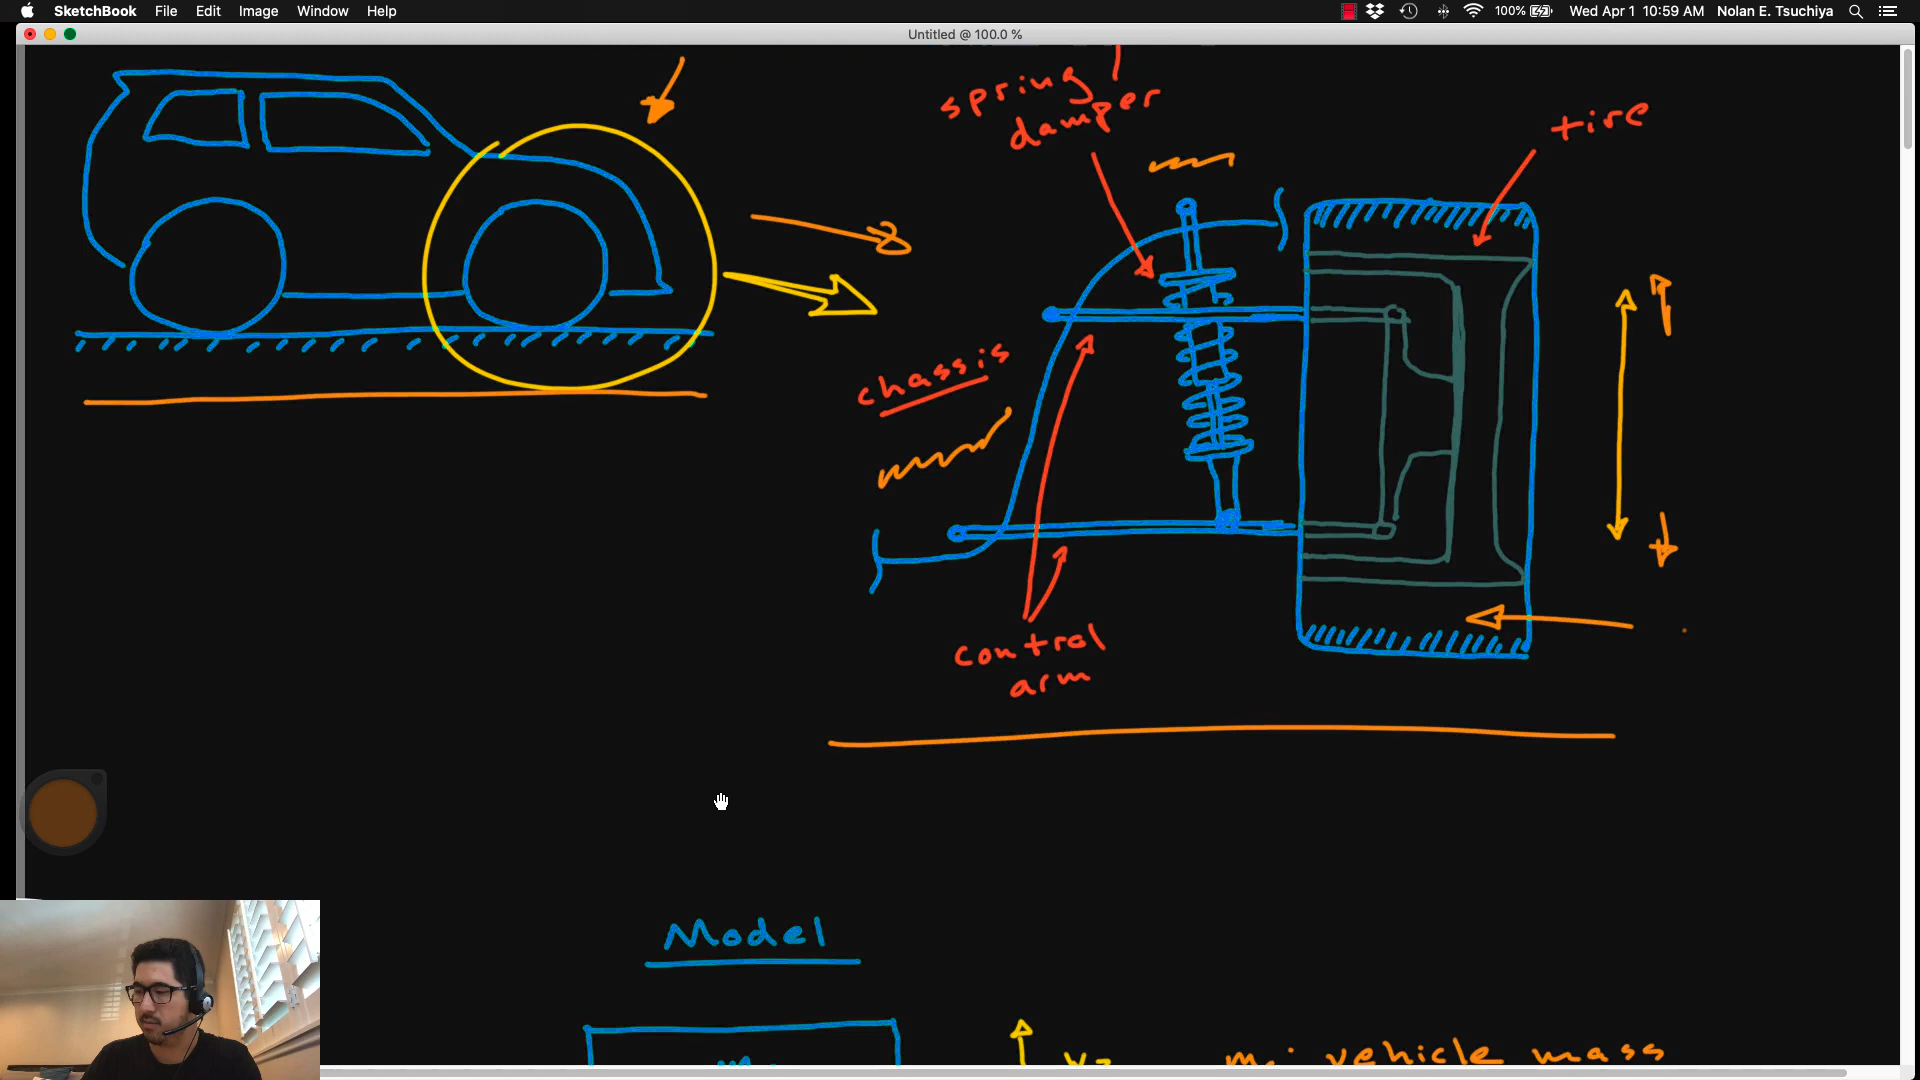 SketchBook File Edit Image Window Help
100% Wed Apr 1 10:59 AM Nolan E. Tsuchiya
Untitled @ 100.0 %
spring
damper
tire
chassis
control
arm
Model
: vehicle mass